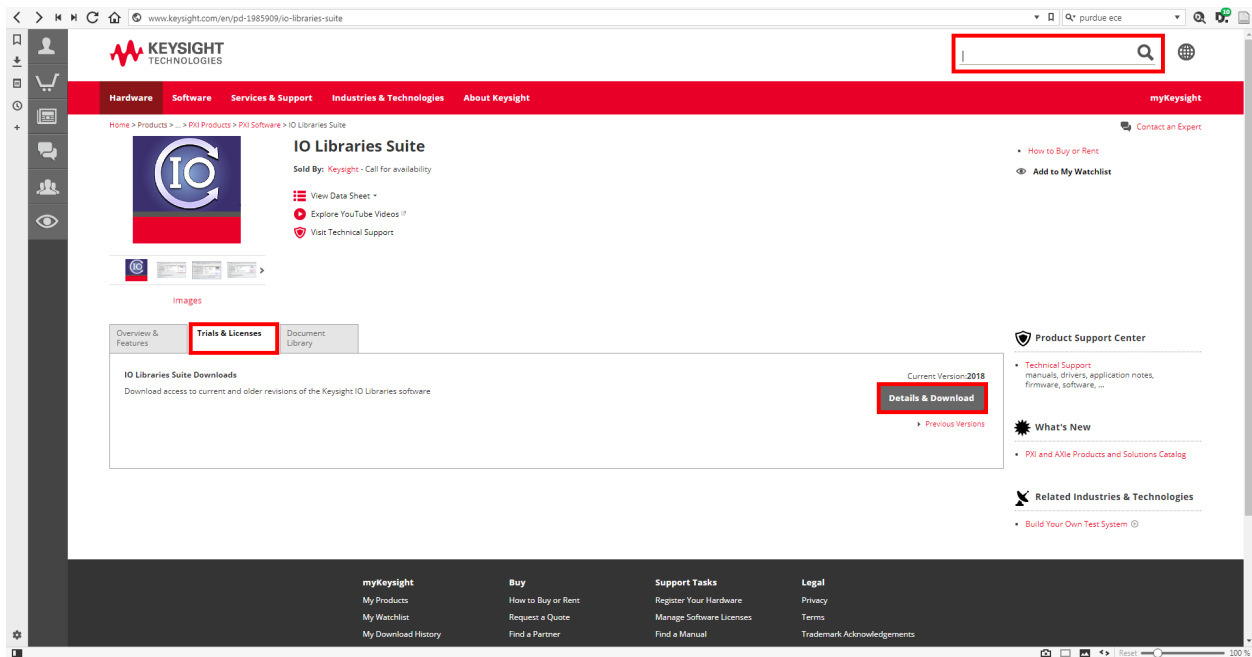 www.keysight.com/en/pd-1985909/io-libraries-suite
purdue ece
10
KEYSIGHT
TECHNOLOGIES
Hardware Software Services & Support Industries & Technologies About Keysight myKeysight
Home > Products > ... > PXI Products > PXI Software > IO Libraries Suite
Contact an Expert
IO
IO Libraries Suite
Sold By: Keysight - Call for availability
View Data Sheet
Explore YouTube Videos
Visit Technical Support
How to Buy or Rent
Add to My Watchlist
IO
Images
Overview &
Features
Trials & Licenses
Document
Library
IO Libraries Suite Downloads
Download access to current and older revisions of the Keysight IO Libraries software
Current Version:2018
Details & Download
Previous Versions
Product Support Center
Technical Support
manuals, drivers, application notes,
firmware, software, ...
What's New
PXI and AXIe Products and Solutions Catalog
Related Industries & Technologies
Build Your Own Test System
myKeysight
My Products
My Watchlist
My Download History
Buy
How to Buy or Rent
Request a Quote
Find a Partner
Support Tasks
Register Your Hardware
Manage Software Licenses
Find a Manual
Legal
Privacy
Terms
Trademark Acknowledgements
Reset 100 %